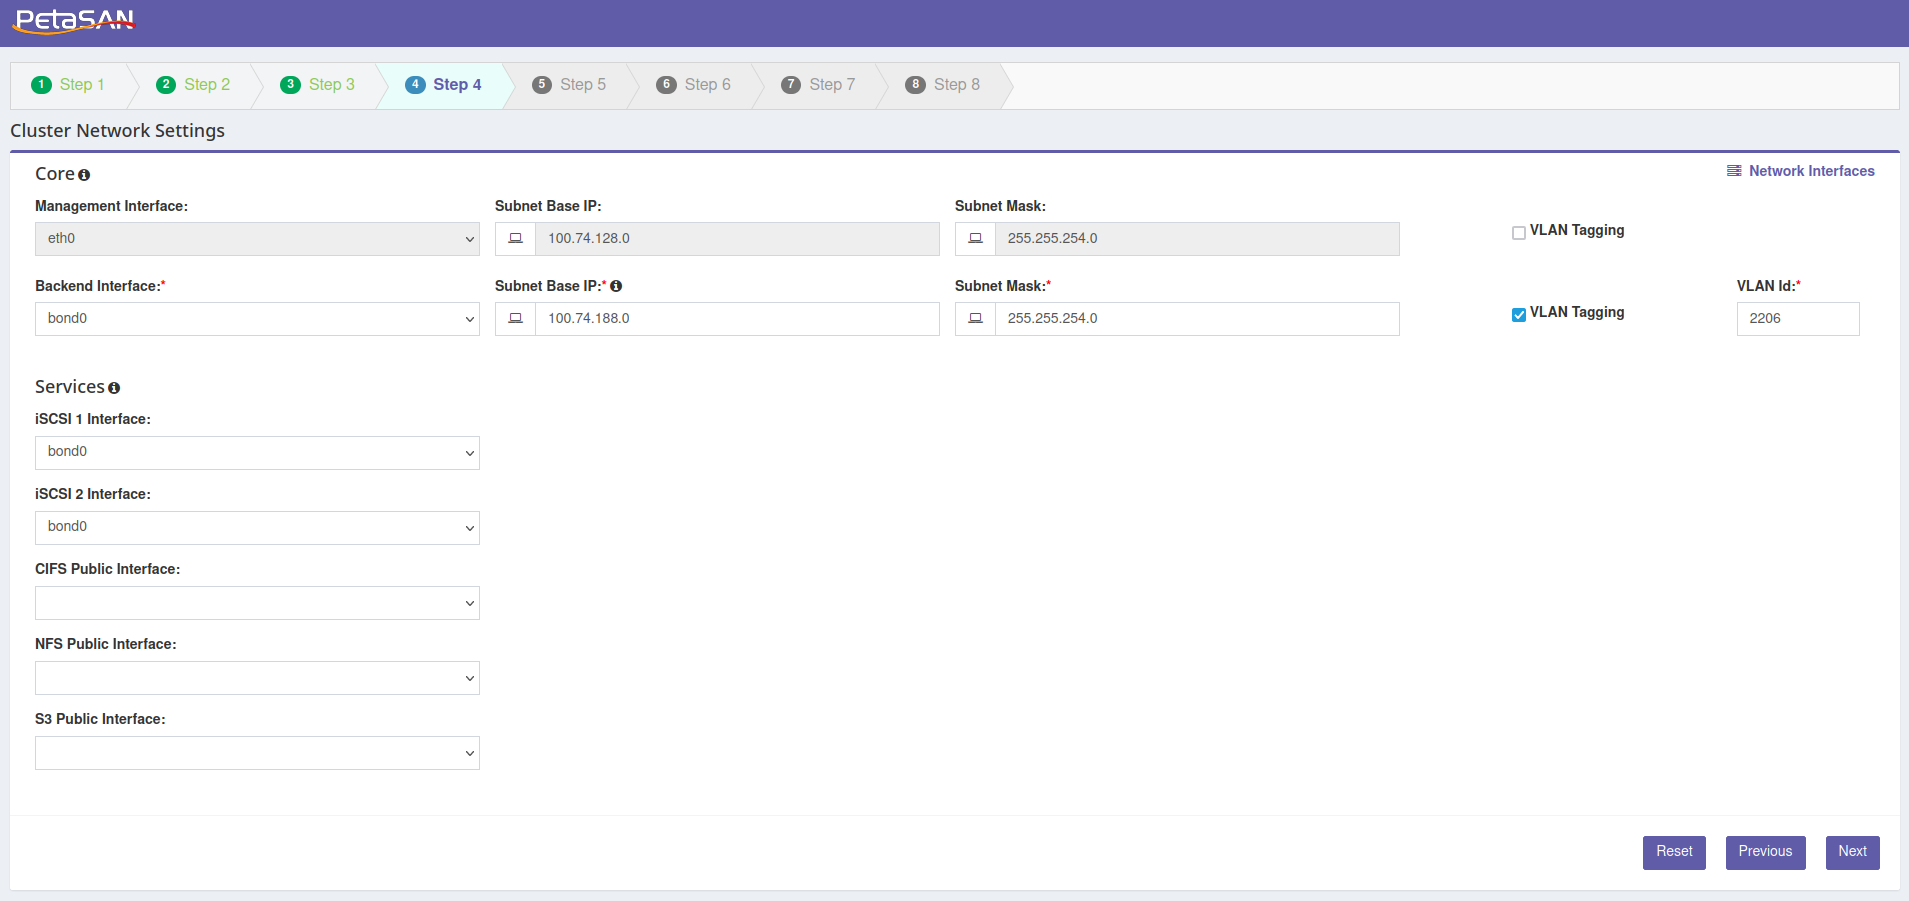 PetaSAN
1 Step 1 2 Step 2 3 Step 3 4 Step 4 5 Step 5 6 Step 6 7 Step 7 8 Step 8
Cluster Network Settings
Core
Network Interfaces
Management Interface: Subnet Base IP: Subnet Mask:
eth0 100.74.128.0 255.255.254.0 VLAN Tagging
Backend Interface:* Subnet Base IP:* Subnet Mask:* VLAN Id:*
bond0 100.74.188.0 255.255.254.0 VLAN Tagging 2206
Services
iSCSI 1 Interface:
bond0
iSCSI 2 Interface:
bond0
CIFS Public Interface:
NFS Public Interface:
S3 Public Interface:
Reset Previous Next